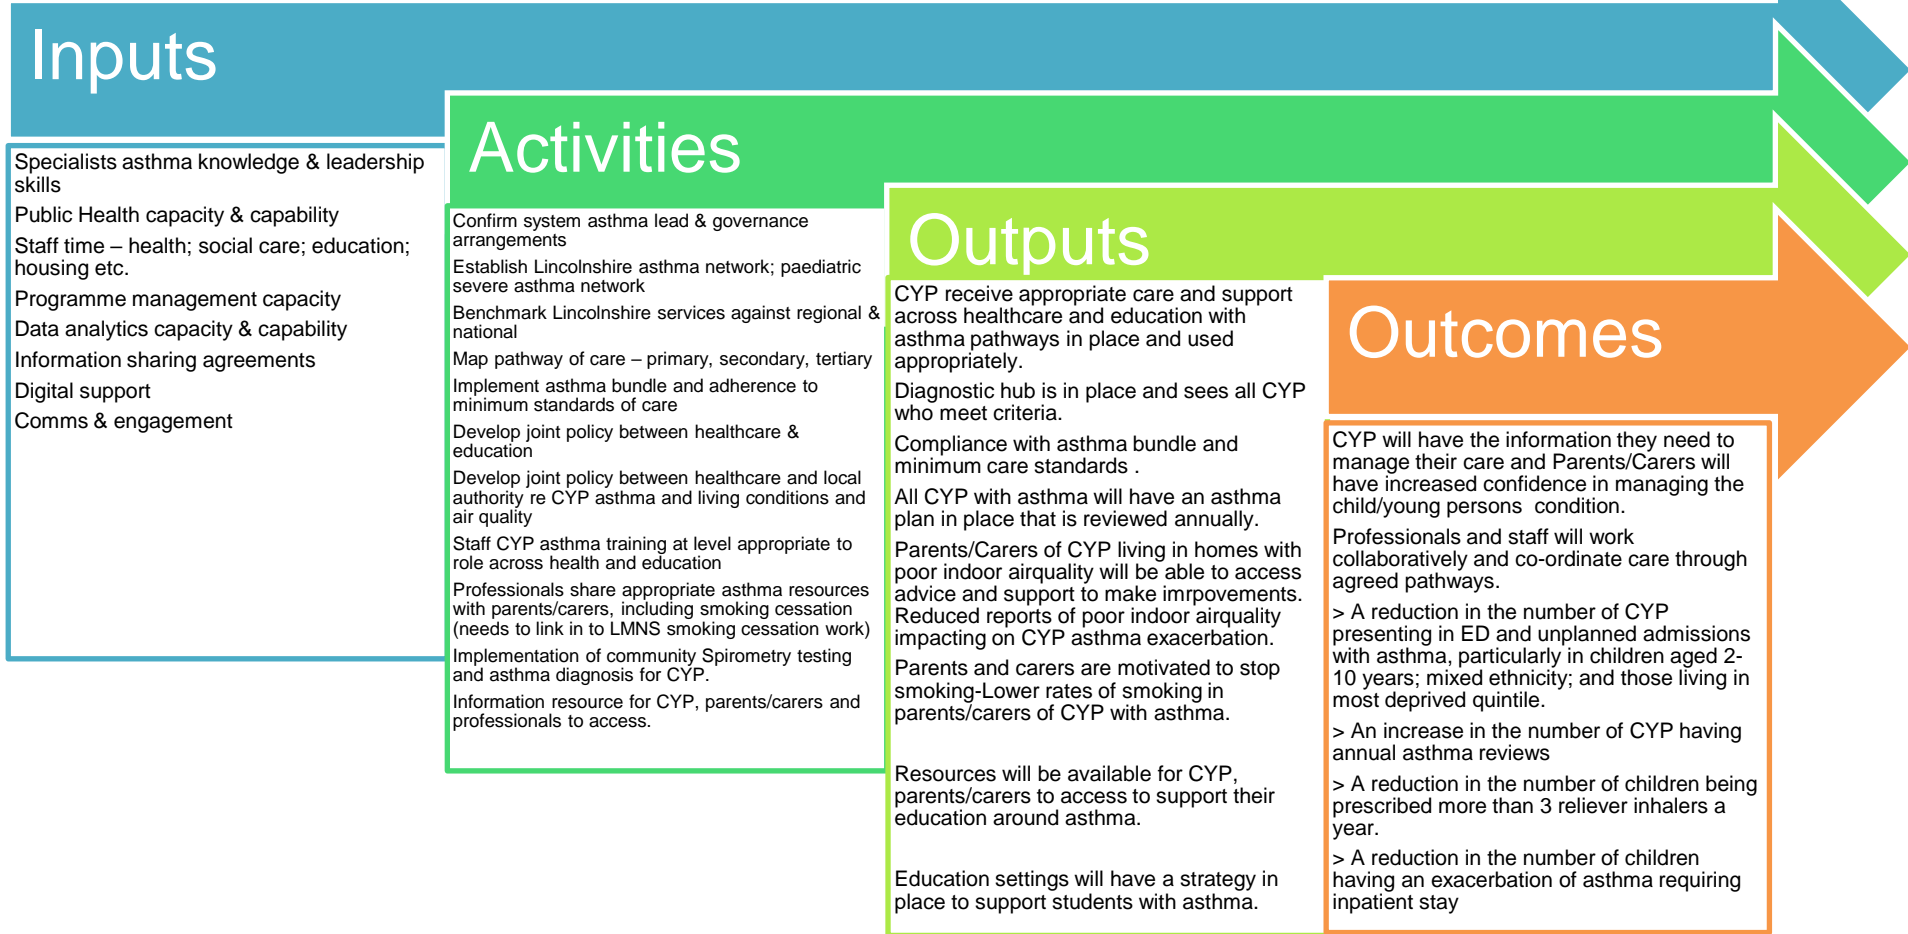 Inputs
Specialists asthma knowledge & leadership
skills
Public Health capacity & capability
Staff time – health; social care; education;
housing etc.
Programme management capacity
Data analytics capacity & capability
Information sharing agreements
Digital support
Comms & engagement
Activities
Confirm system asthma lead & governance
arrangements
Establish Lincolnshire asthma network; paediatric
severe asthma network
Benchmark Lincolnshire services against regional &
national
Map pathway of care – primary, secondary, tertiary
Implement asthma bundle and adherence to
minimum standards of care
Develop joint policy between healthcare &
education
Develop joint policy between healthcare and local
authority re CYP asthma and living conditions and
air quality
Staff CYP asthma training at level appropriate to
role across health and education
Professionals share appropriate asthma resources
with parents/carers, including smoking cessation
(needs to link in to LMNS smoking cessation work)
Implementation of community Spirometry testing
and asthma diagnosis for CYP.
Information resource for CYP, parents/carers and
professionals to access.
Outputs
CYP receive appropriate care and support
across healthcare and education with
asthma pathways in place and used
appropriately.
Diagnostic hub is in place and sees all CYP
who meet criteria.
Compliance with asthma bundle and
minimum care standards .
All CYP with asthma will have an asthma
plan in place that is reviewed annually.
Parents/Carers of CYP living in homes with
poor indoor airquality will be able to access
advice and support to make imrpovements.
Reduced reports of poor indoor airquality
impacting on CYP asthma exacerbation.
Parents and carers are motivated to stop
smoking-Lower rates of smoking in
parents/carers of CYP with asthma.
Resources will be available for CYP,
parents/carers to access to support their
education around asthma.
Education settings will have a strategy in
place to support students with asthma.
Outcomes
CYP will have the information they need to
manage their care and Parents/Carers will
have increased confidence in managing the
child/young persons  condition.
Professionals and staff will work
collaboratively and co-ordinate care through
agreed pathways.
> A reduction in the number of CYP
presenting in ED and unplanned admissions
with asthma, particularly in children aged 2-
10 years; mixed ethnicity; and those living in
most deprived quintile.
> An increase in the number of CYP having
annual asthma reviews
> A reduction in the number of children being
prescribed more than 3 reliever inhalers a
year.
> A reduction in the number of children
having an exacerbation of asthma requiring
inpatient stay